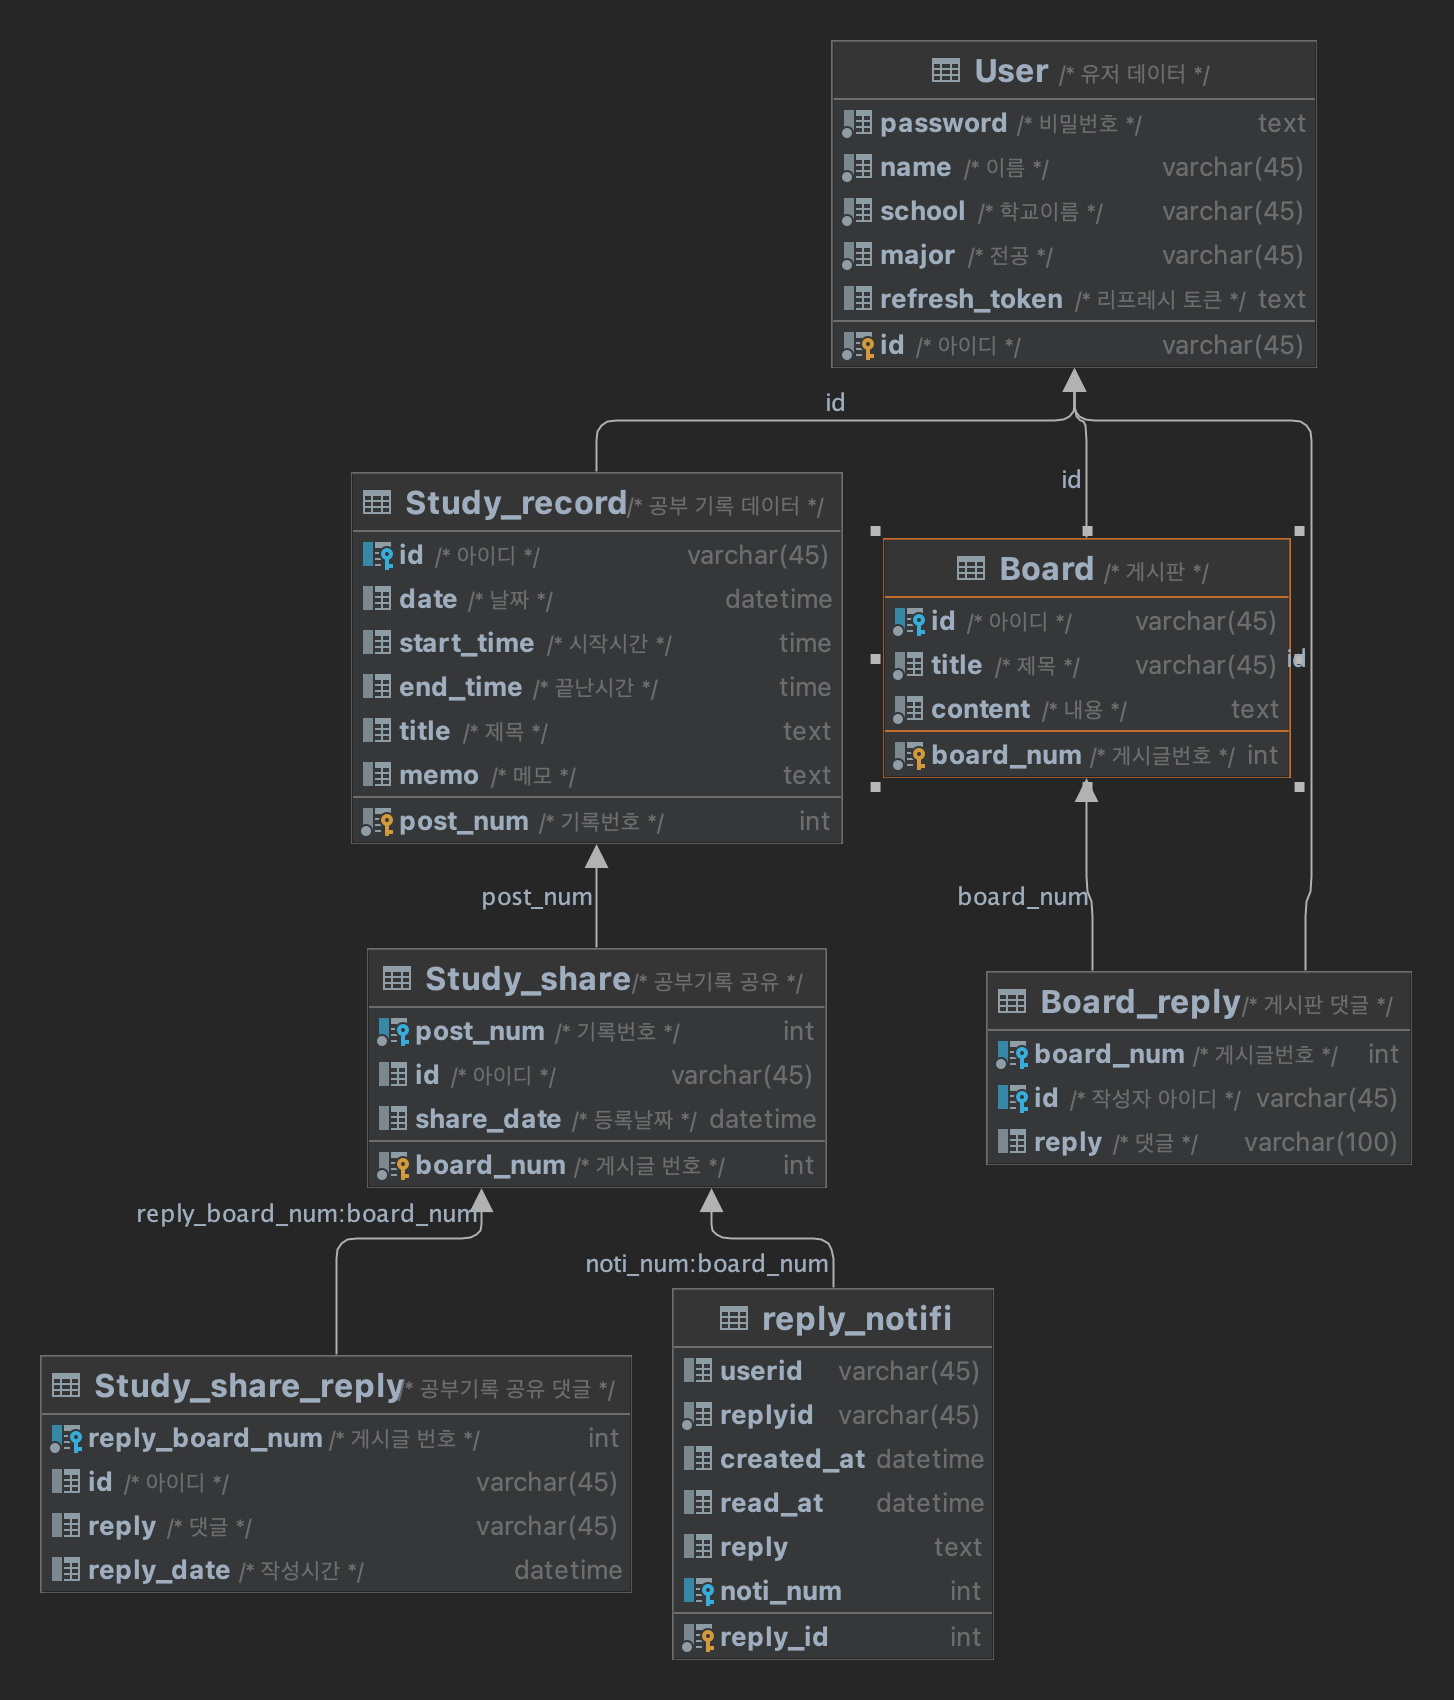 User /* 유저 데이터 */
password /* 비밀번호 */ text
name /* 이름 */ varchar(45)
school /* 학교이름 */ varchar(45)
major /* 전공 */ varchar(45)
refresh_token /* 리프레시 토큰 */ text
id /* 아이디 */ varchar(45)
id
id
id
Study_record /* 공부 기록 데이터 */
id /* 아이디 */ varchar(45)
date /* 날짜 */ datetime
start_time /* 시작시간 */ time
end_time /* 끝난시간 */ time
title /* 제목 */ text
memo /* 메모 */ text
post_num /* 기록번호 */ int
Board /* 게시판 */
id /* 아이디 */ varchar(45)
title /* 제목 */ varchar(45)
content /* 내용 */ text
board_num /* 게시글번호 */ int
post_num
board_num
Study_share /* 공부기록 공유 */
post_num /* 기록번호 */ int
id /* 아이디 */ varchar(45)
share_date /* 등록날짜 */ datetime
board_num /* 게시글 번호 */ int
Board_reply /* 게시판 댓글 */
board_num /* 게시글번호 */ int
id /* 작성자 아이디 */ varchar(45)
reply /* 댓글 */ varchar(100)
reply_board_num:board_num
noti_num:board_num
Study_share_reply /* 공부기록 공유 댓글 */
reply_board_num /* 게시글 번호 */ int
id /* 아이디 */ varchar(45)
reply /* 댓글 */ varchar(45)
reply_date /* 작성시간 */ datetime
reply_notifi
userid varchar(45)
replyid varchar(45)
created_at datetime
read_at datetime
reply text
noti_num int
reply_id int